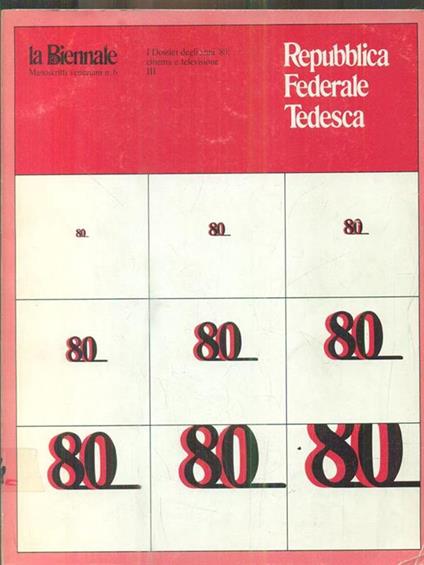 la Biennale
Manoscritti veneziani n. 6
I Dossier degli anni '80:
cinema e televisione
III
Repubblica
Federale
Tedesca
80
80
80
80
80
80
80
80
80